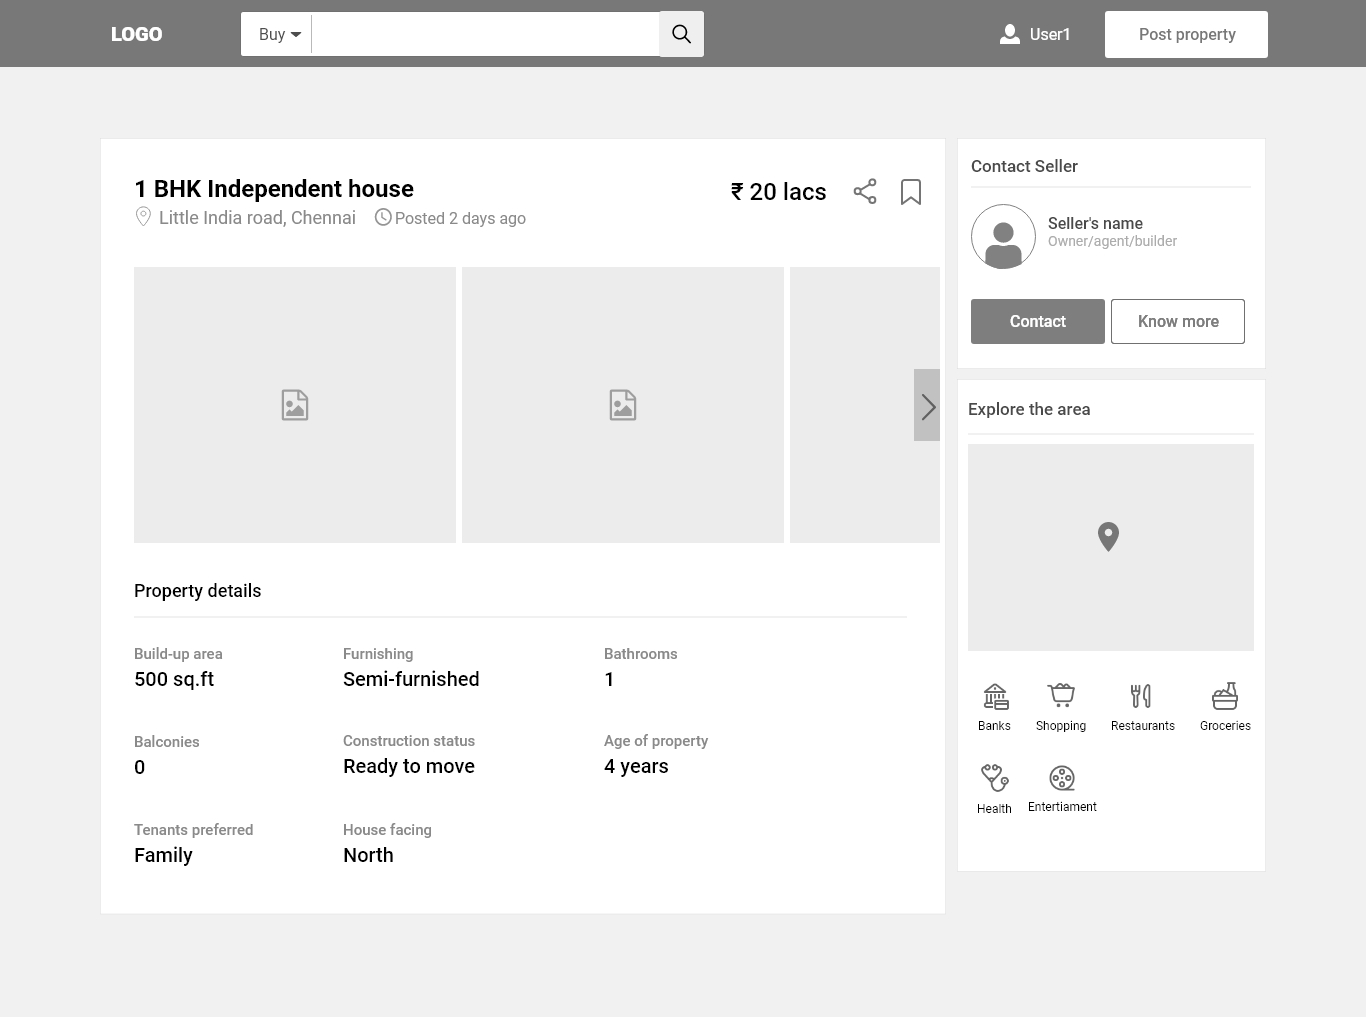 LOGO
Buy
User1
Post property
1 BHK Independent house
₹ 20 lacs
Little India road, Chennai
Posted 2 days ago
Property details
Build-up area
500 sq.ft
Furnishing
Semi-furnished
Bathrooms
1
Balconies
0
Construction status
Ready to move
Age of property
4 years
Tenants preferred
Family
House facing
North
Contact Seller
Seller's name
Owner/agent/builder
Contact
Know more
Explore the area
Banks
Shopping
Restaurants
Groceries
Health
Entertiament